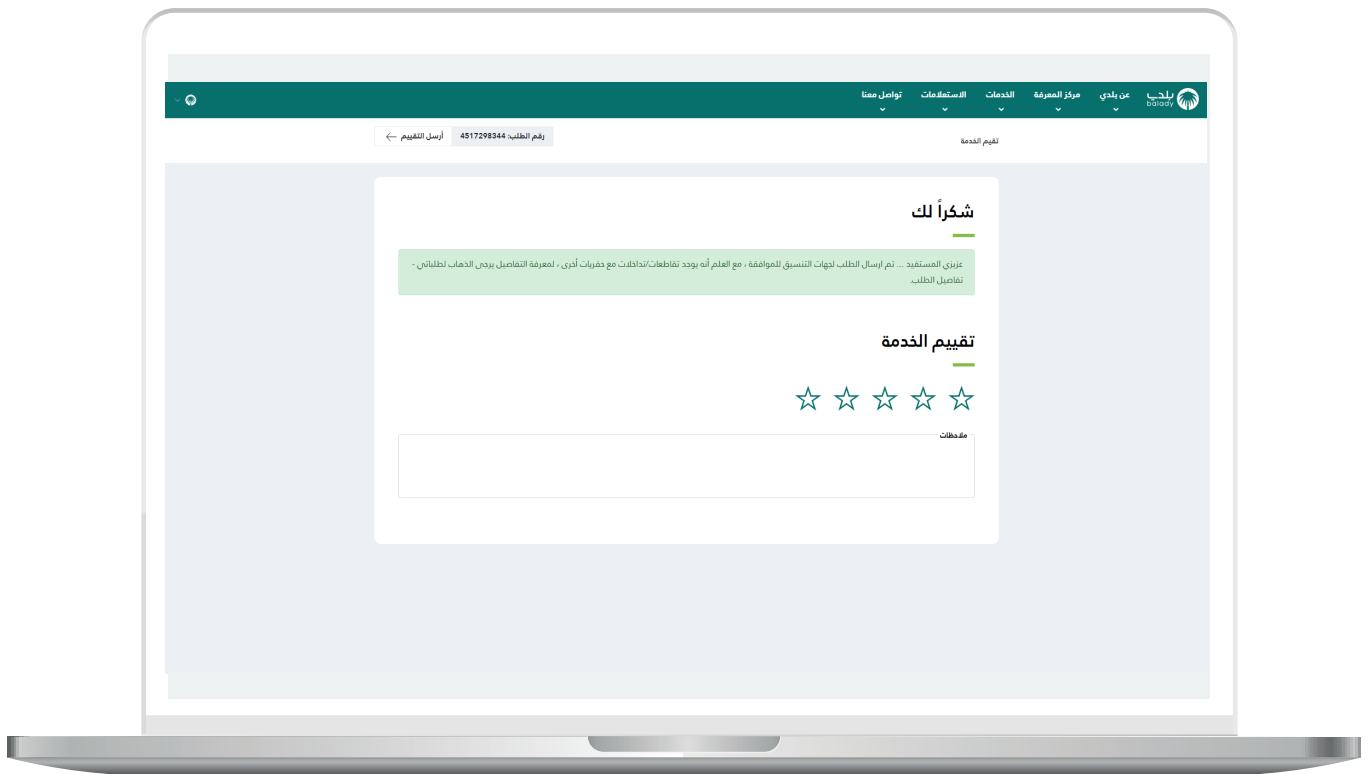 بلدي
balady
عن بلدي
مركز المعرفة
الخدمات
الاستعلامات
تواصل معنا
تقيم الخدمة
رقم الطلب: 4517298344
أرسل التقييم
شكراً لك
عزيزي المستفيد ... تم ارسال الطلب لجهات التنسيق للموافقة ، مع العلم أنه يوجد تقاطعات/تداخلات مع حفريات أخرى ، لمعرفة التفاصيل يرجى الذهاب لطلباتي -
تفاصيل الطلب.
تقييم الخدمة
ملاحظات